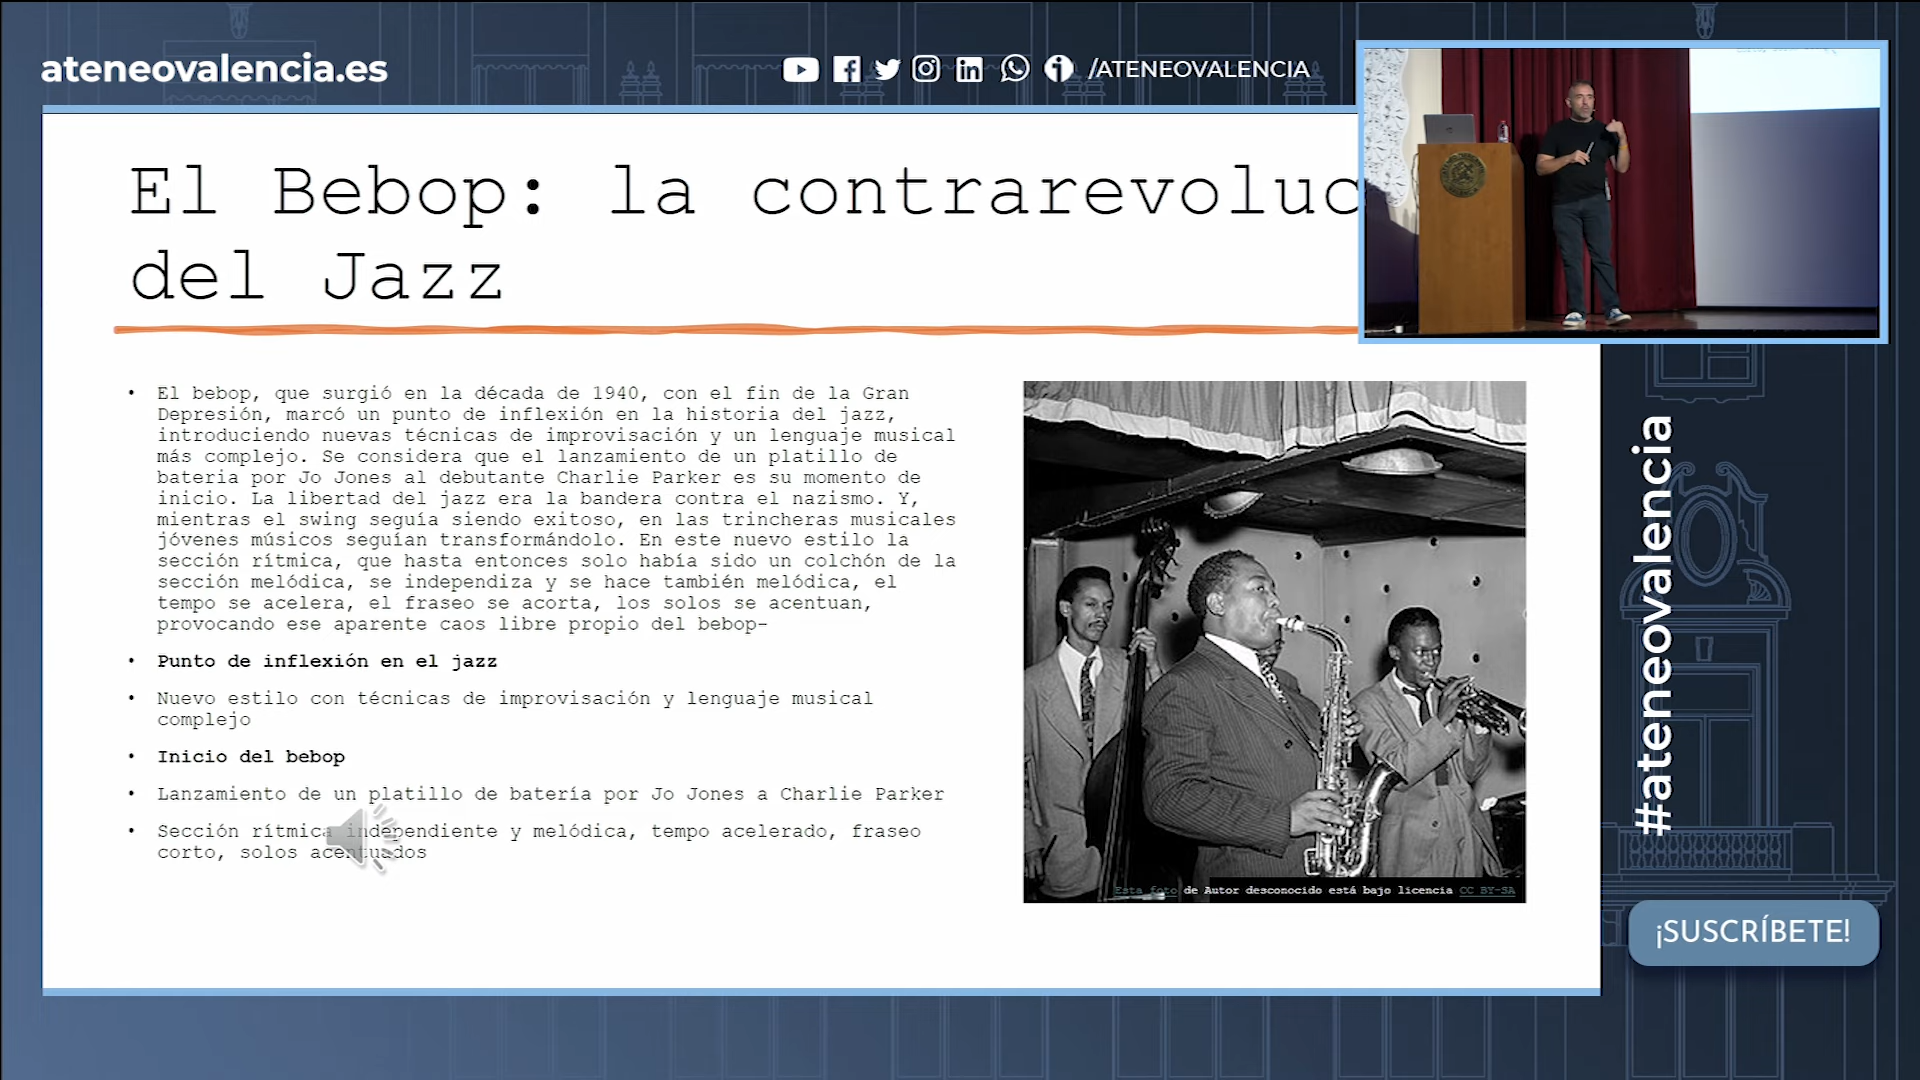 ateneovalencia.es
/ATENEOVALENCIA
El Bebop: la contrarevoluc
del Jazz
• El bebop, que surgió en la década de 1940, con el fin de la Gran
Depresión, marcó un punto de inflexión en la historia del jazz,
introduciendo nuevas técnicas de improvisación y un lenguaje musical
más complejo. Se considera que el lanzamiento de un platillo de
bateria por Jo Jones al debutante Charlie Parker es su momento de
inicio. La libertad del jazz era la bandera contra el nazismo. Y,
mientras el swing seguía siendo exitoso, en las trincheras musicales
jóvenes músicos seguían transformándolo. En este nuevo estilo la
sección rítmica, que hasta entonces solo había sido un colchón de la
sección melódica, se independiza y se hace también melódica, el
tempo se acelera, el fraseo se acorta, los solos se acentuan,
provocando ese aparente caos libre propio del bebop-
• Punto de inflexión en el jazz
• Nuevo estilo con técnicas de improvisación y lenguaje musical
complejo
• Inicio del bebop
• Lanzamiento de un platillo de batería por Jo Jones a Charlie Parker
• Sección rítmica independiente y melódica, tempo acelerado, fraseo
corto, solos acentuados
Esta foto de Autor desconocido está bajo licencia CC BY-SA
#ateneovalencia
¡SUSCRÍBETE!